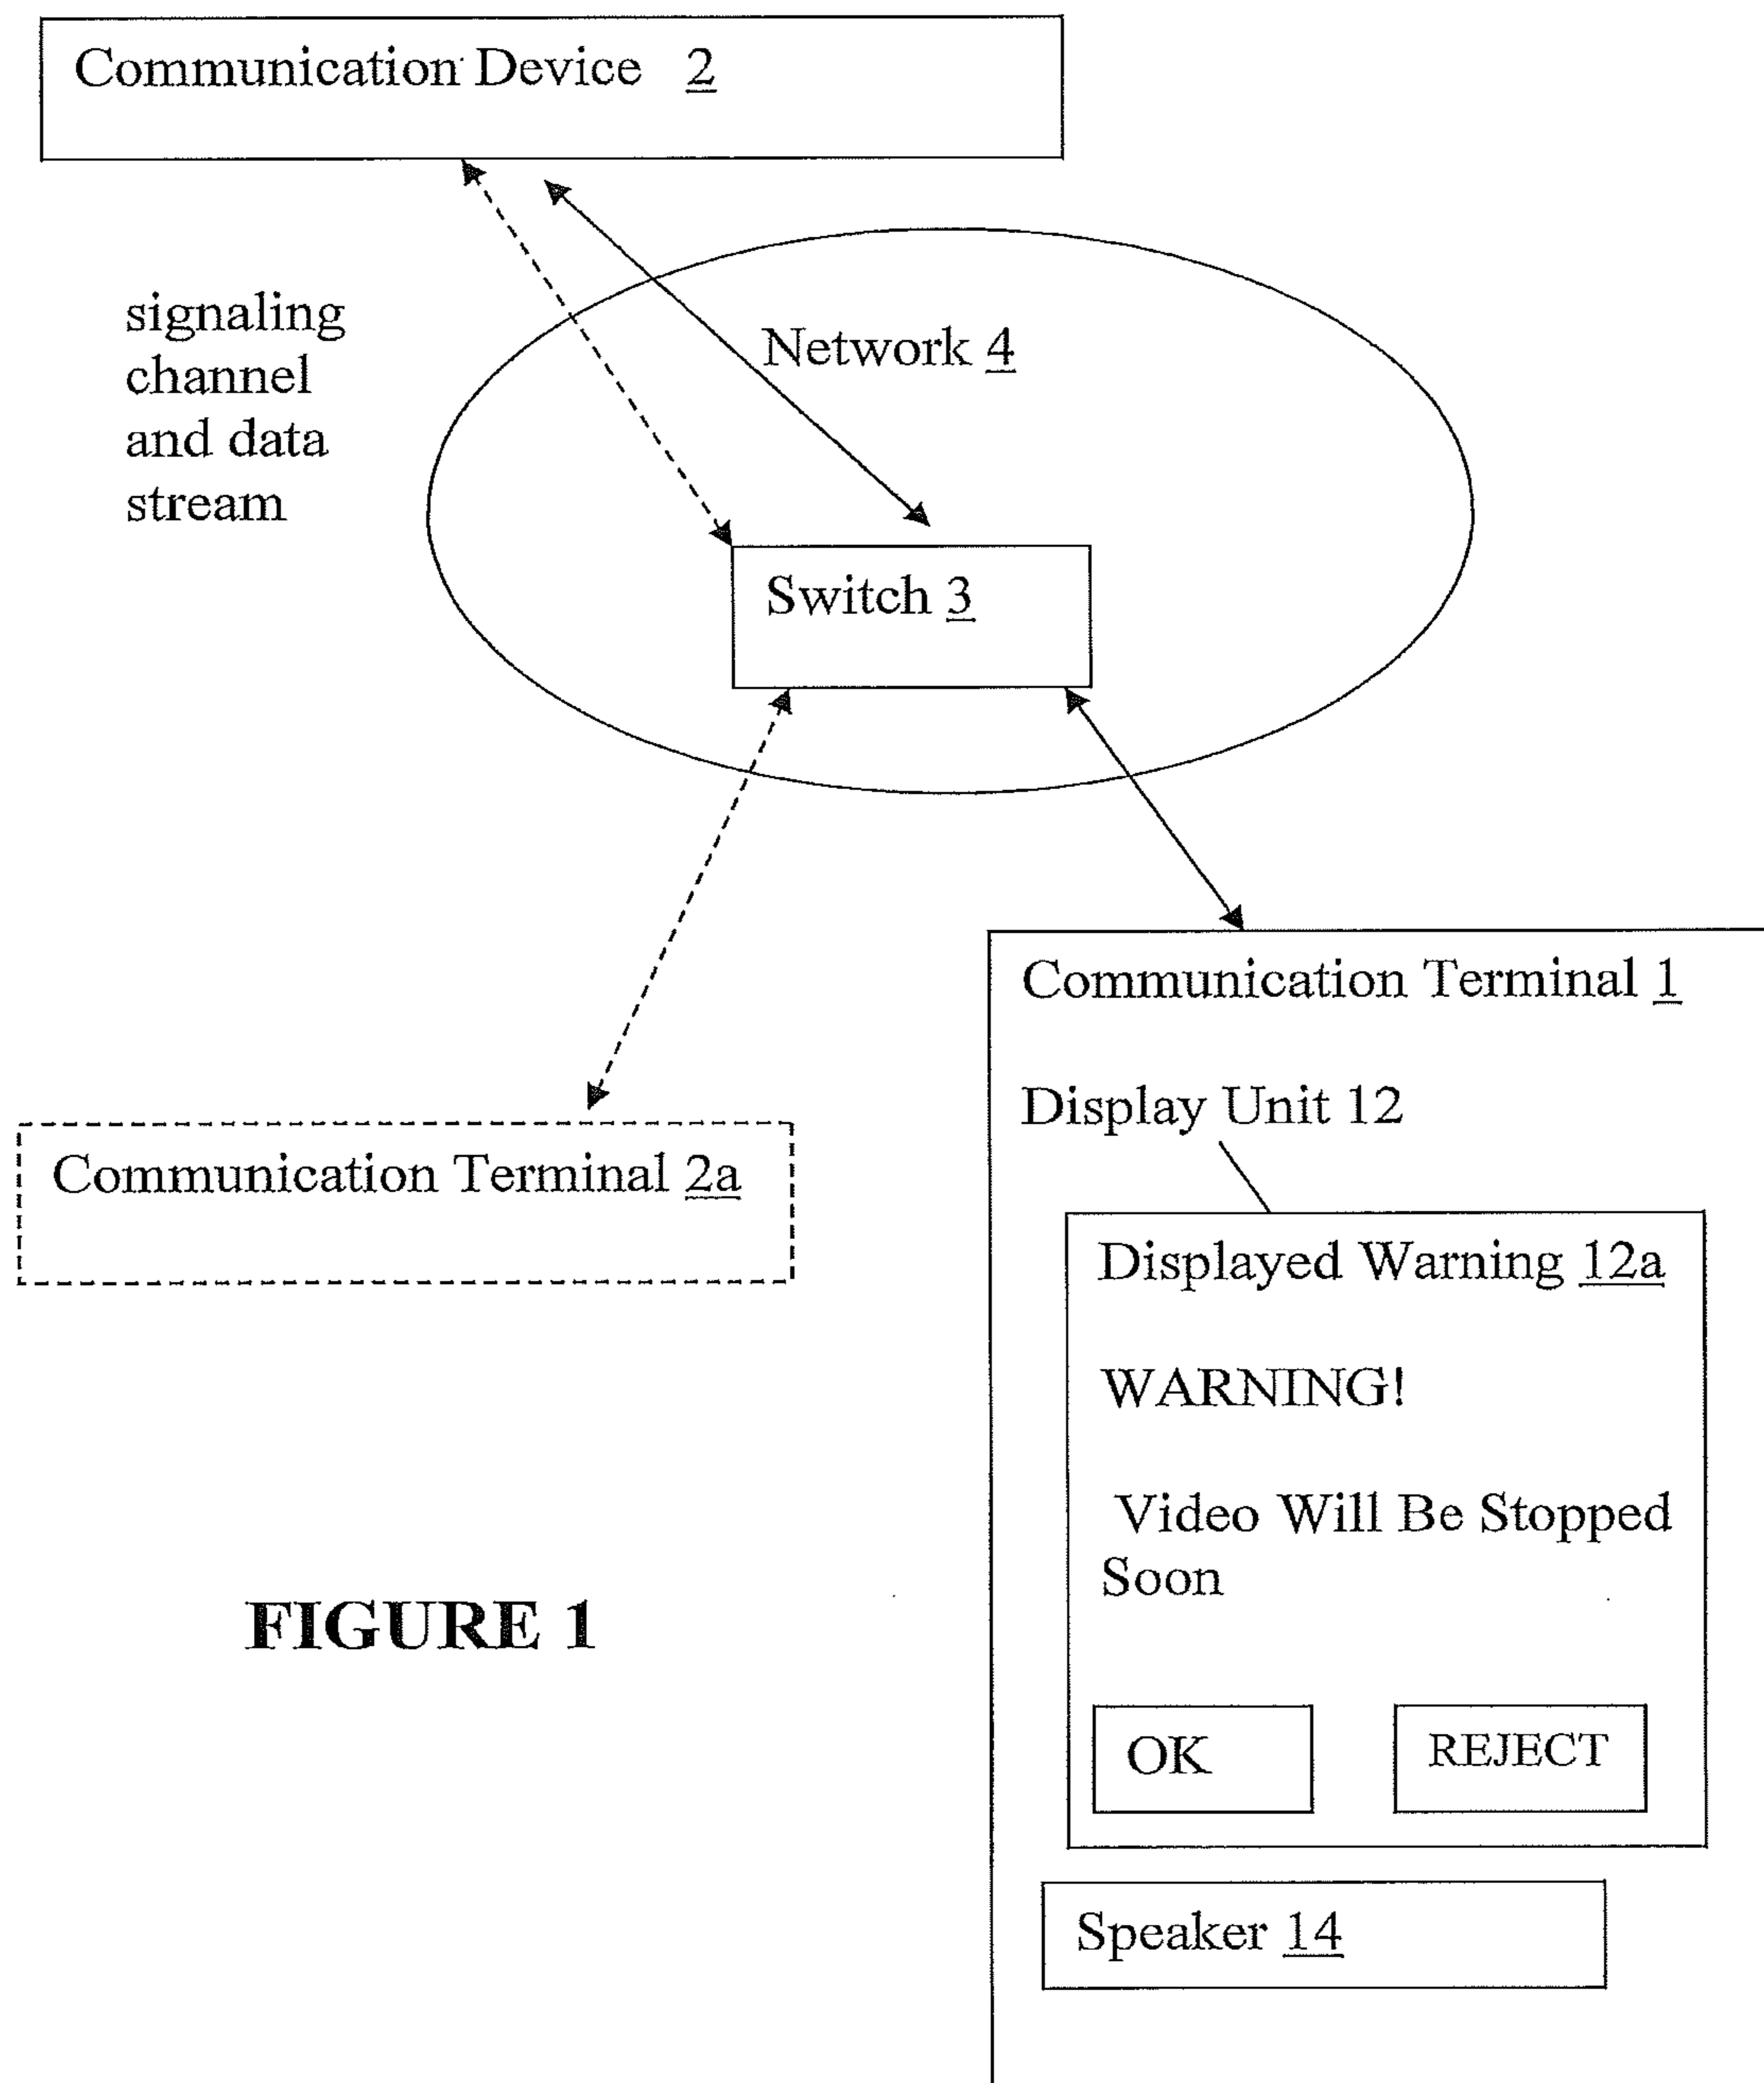 Communication Device 2
signaling
channel
and data
stream
Network 4
Switch 3
Communication Terminal 1
Display Unit 12
Communication Terminal 2a
Displayed Warning 12a
WARNING!
Video Will Be Stopped
Soon
FIGURE 1
OK
REJECT
Speaker 14